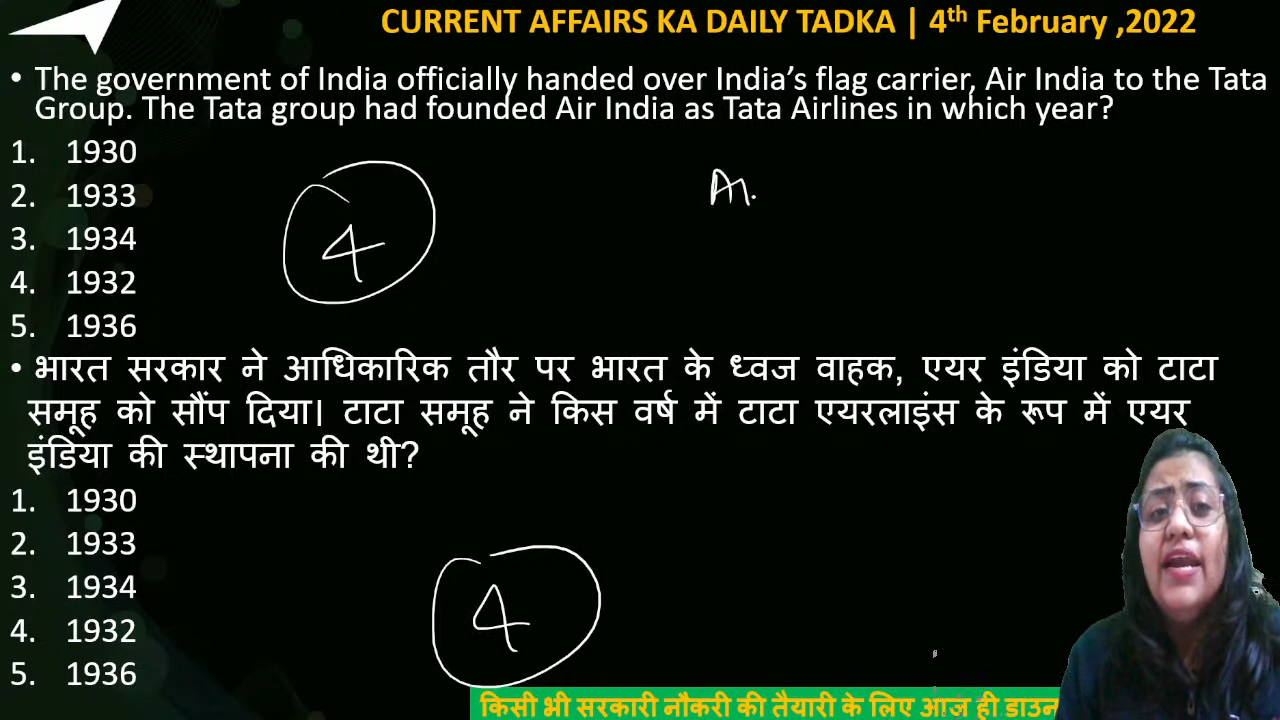 CURRENT AFFAIRS KA DAILY TADKA | 4th February ,2022
• The government of India officially handed over India's flag carrier, Air India to the Tata
Group. The Tata group had founded Air India as Tata Airlines in which year?
1. 1930
2. 1933
3. 1934
4. 1932
5. 1936
4
• भारत सरकार ने आधिकारिक तौर पर भारत के ध्वज वाहक, एयर इंडिया को टाटा
समूह को सौंप दिया। टाटा समूह ने किस वर्ष में टाटा एयरलाइंस के रूप में एयर
इंडिया की स्थापना की थी?
1. 1930
2. 1933
3. 1934
4. 1932
5. 1936
4
किसी भी सरकारी नौकरी की तैयारी के लिए आज ही डाउन